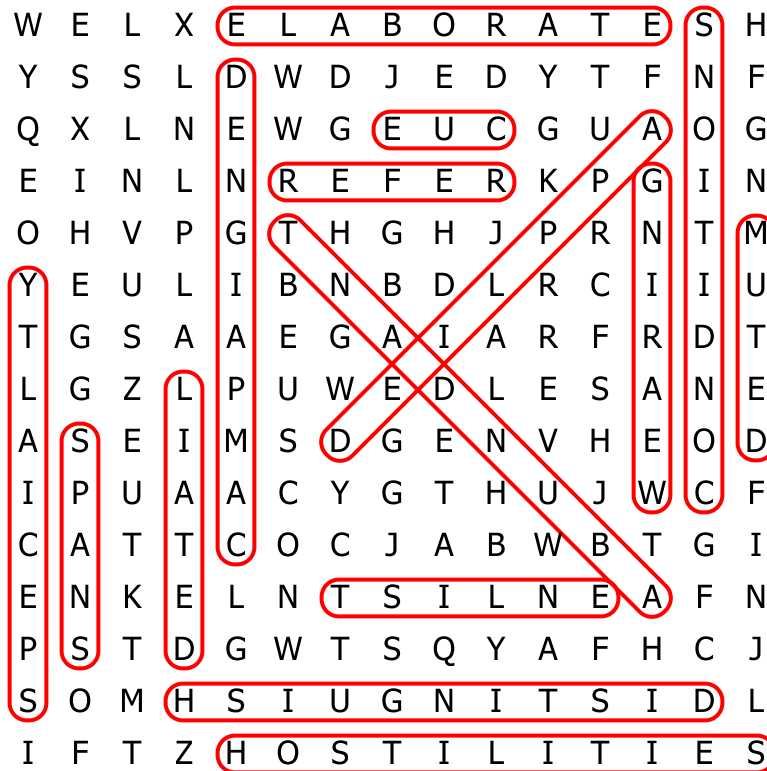 W E L X E L A B O R A T E S H
Y S S L D W D J E D Y T F N F
Q X L N E W G E U C G U A O G
E I N L N R E F E R K P G I N
O H V P G T H G H J P R N T M
Y E U L I B N B D L R C I I U
T G S A A E G A I A R F R D T
L G Z L P U W E D L E S A N E
A S E I M S D G E N V H E O D
I P U A A C Y G T H U J W C F
C A T T C O C J A B W B T G I
E N K E L N T S I L N E A F N
P S T D G W T S Q Y A F H C J
S O M H S I U G N I T S I D L
I F T Z H O S T I L I T I E S